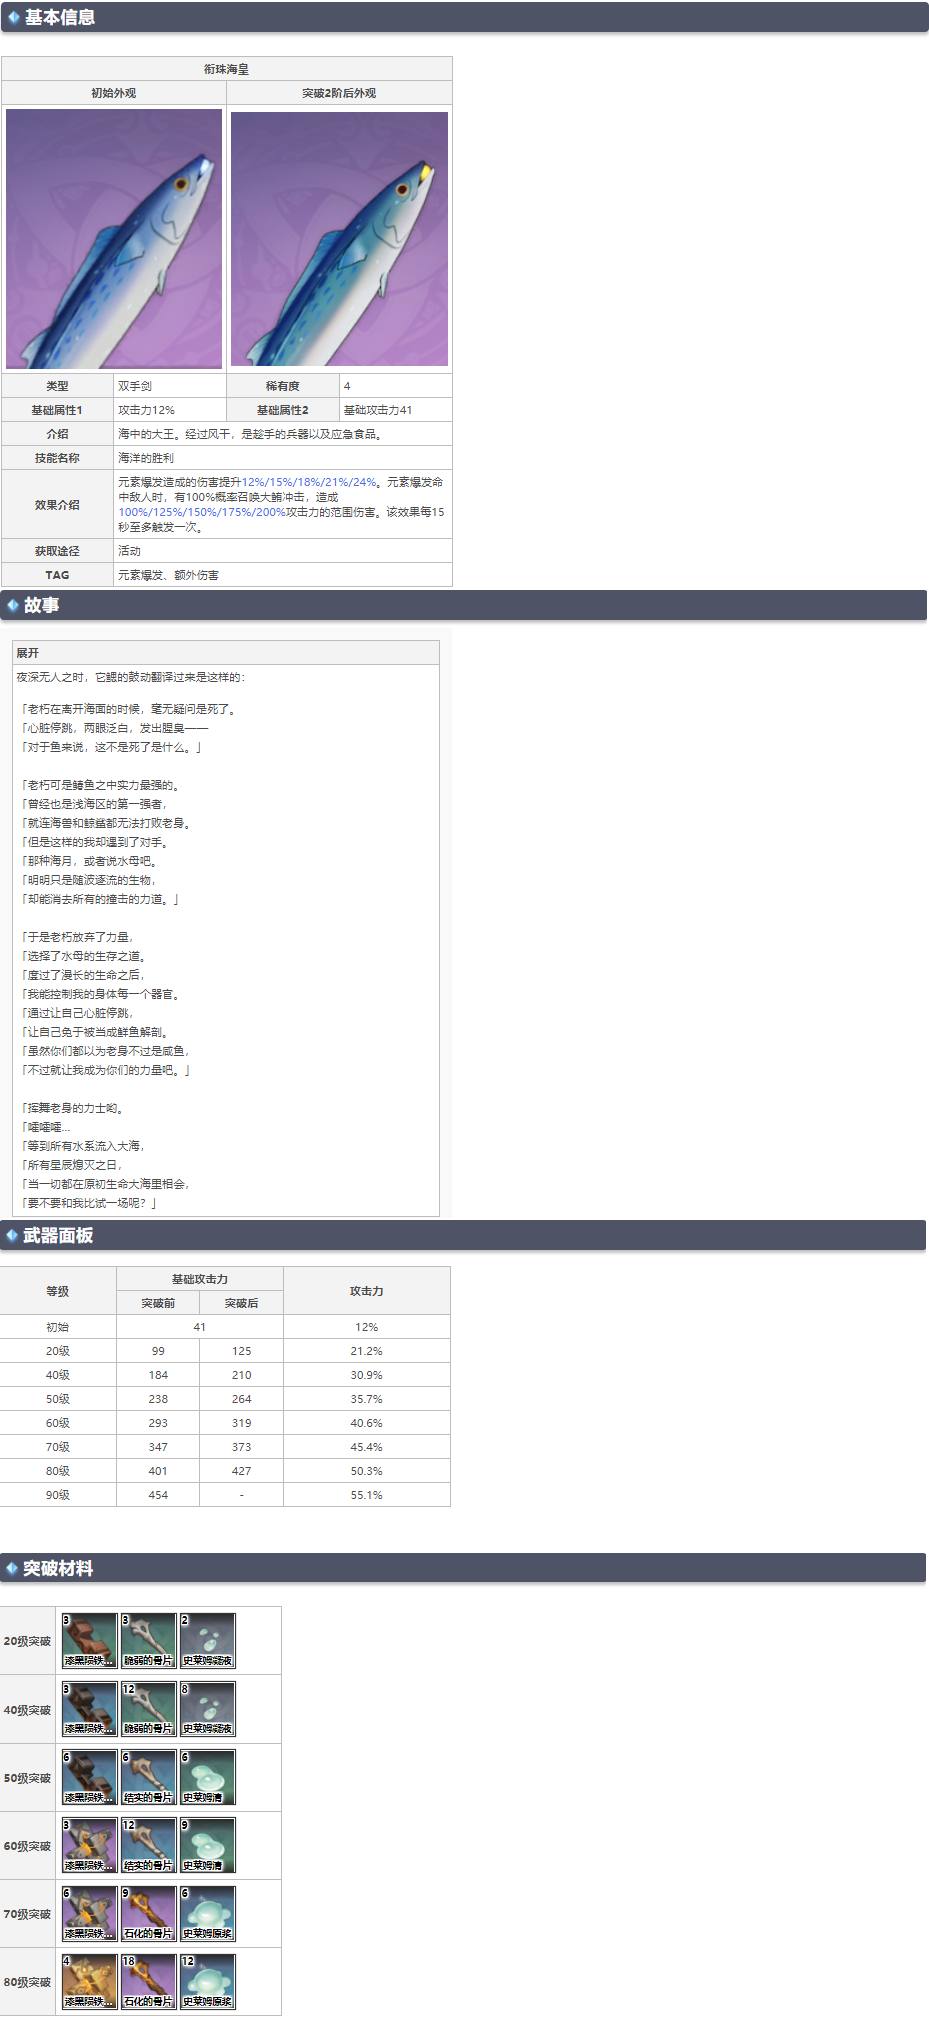 基本信息
衔珠海皇
初始外观 突破2阶后外观
类型 双手剑 稀有度 4
基础属性1 攻击力12% 基础属性2 基础攻击力41
介绍 海中的大王。经过风干，是趁手的兵器以及应急食品。
技能名称 海洋的胜利
效果介绍 元素爆发造成的伤害提升12%/15%/18%/21%/24%。元素爆发命
中敌人时，有100%概率召唤大鲔冲击，造成
100%/125%/150%/175%/200%攻击力的范围伤害。该效果每15
秒至多触发一次。
获取途径 活动
TAG 元素爆发、额外伤害
故事
展开
夜深无人之时，它鳃的鼓动翻译过来是这样的：
「老朽在离开海面的时候，毫无疑问是死了。
「心脏停跳，两眼泛白，发出腥臭——
「对于鱼来说，这不是死了是什么。」
「老朽可是鲭鱼之中实力最强的。
「曾经也是浅海区的第一强者，
「就连海兽和鲸鲨都无法打败老身。
「但是这样的我却遇到了对手。
「那种海月，或者说水母吧。
「明明只是随波逐流的生物，
「却能消去所有的撞击的力道。」
「于是老朽放弃了力量，
「选择了水母的生存之道。
「度过了漫长的生命之后，
「我能控制我的身体每一个器官。
「通过让自己心脏停跳，
「让自己免于被当成鲜鱼解剖。
「虽然你们都以为老身不过是咸鱼，
「不过就让我成为你们的力量吧。」
「挥舞老身的力士哟。
「嚯嚯嚯…
「等到所有水系流入大海，
「所有星辰熄灭之日，
「当一切都在原初生命大海里相会，
「要不要和我比试一场呢？」
武器面板
等级 基础攻击力 攻击力
突破前 突破后
初始 41 12%
20级 99 125 21.2%
40级 184 210 30.9%
50级 238 264 35.7%
60级 293 319 40.6%
70级 347 373 45.4%
80级 401 427 50.3%
90级 454 - 55.1%
突破材料
20级突破 3 漆黑陨铁... 3 脆弱的骨片 2 史莱姆凝液
40级突破 3 漆黑陨铁... 12 脆弱的骨片 8 史莱姆凝液
50级突破 6 漆黑陨铁... 6 结实的骨片 6 史莱姆清
60级突破 3 漆黑陨铁... 12 结实的骨片 9 史莱姆清
70级突破 6 漆黑陨铁... 9 石化的骨片 6 史莱姆原浆
80级突破 4 漆黑陨铁... 18 石化的骨片 12 史莱姆原浆